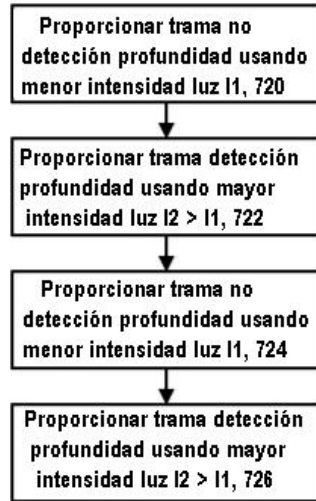 Proporcionar trama no
detección profundidad usando
menor intensidad luz I1, 720
Proporcionar trama detección
profundidad usando mayor
intensidad luz I2 > I1, 722
Proporcionar trama no
detección profundidad usando
menor intensidad luz I1, 724
Proporcionar trama detección
profundidad usando mayor
intensidad luz I2 > I1, 726